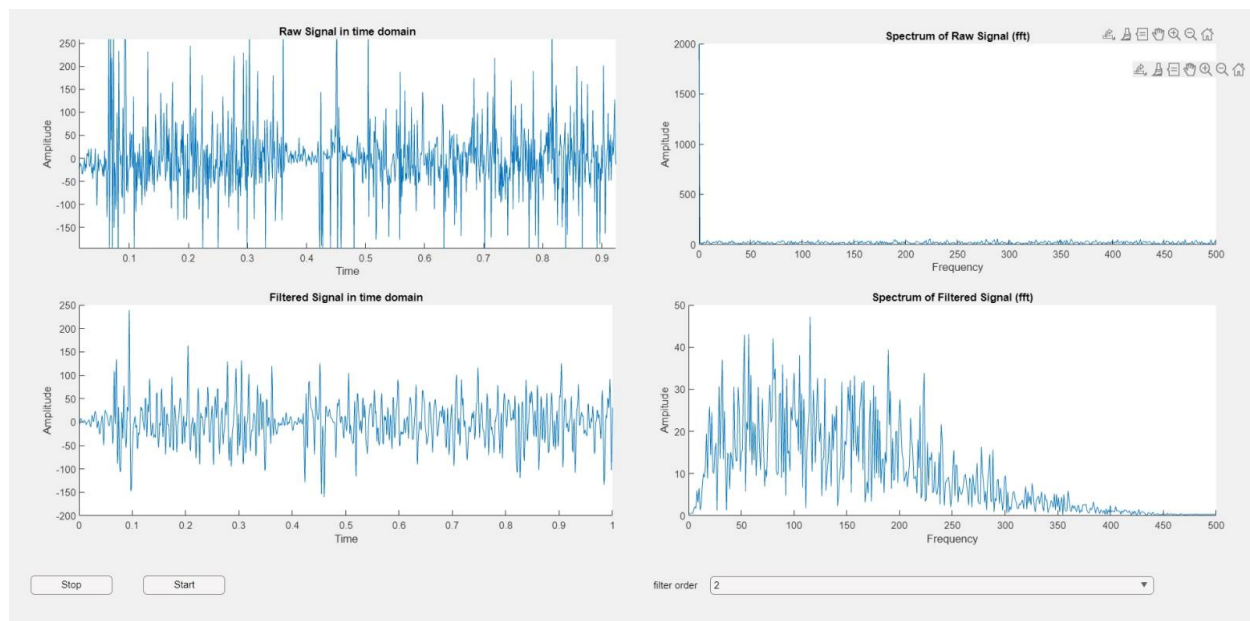 Raw Signal in time domain
250
200
150
100
50
0
-50
-100
-150
Amplitude
0.1 0.2 0.3 0.4 0.5 0.6 0.7 0.8 0.9
Time
Spectrum of Raw Signal (fft)
2000
1500
1000
500
0
Amplitude
0 50 100 150 200 250 300 350 400 450 500
Frequency
Filtered Signal in time domain
250
200
150
100
50
0
-50
-100
-150
-200
Amplitude
0 0.1 0.2 0.3 0.4 0.5 0.6 0.7 0.8 0.9 1
Time
Spectrum of Filtered Signal (fft)
50
40
30
20
10
0
Amplitude
0 50 100 150 200 250 300 350 400 450 500
Frequency
Stop Start filter order 2